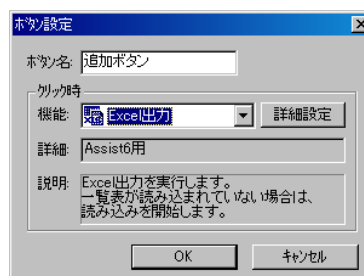 ボタン設定
ボタン名: 追加ボタン
クリック時
機能: Excel出力 詳細設定
詳細: Assist6用
説明: Excel出力を実行します。
一覧表が読み込まれていない場合は、
読み込みを開始します。
OK キャンセル